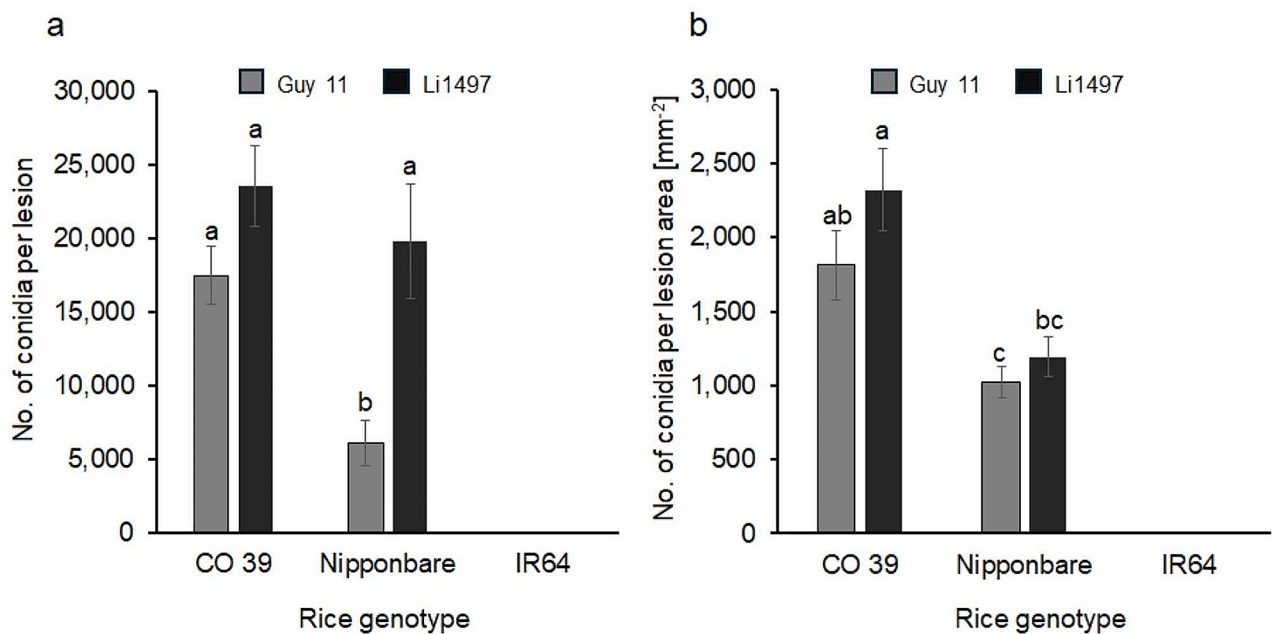 a
Guy 11
Li1497
30,000
25,000
20,000
15,000
10,000
5,000
0
No. of conidia per lesion
a
a
b
a
CO 39
Nipponbare
IR64
Rice genotype
b
Guy 11
Li1497
3,000
2,500
2,000
1,500
1,000
500
0
No. of conidia per lesion area [mm⁻²]
ab
a
c
bc
CO 39
Nipponbare
IR64
Rice genotype